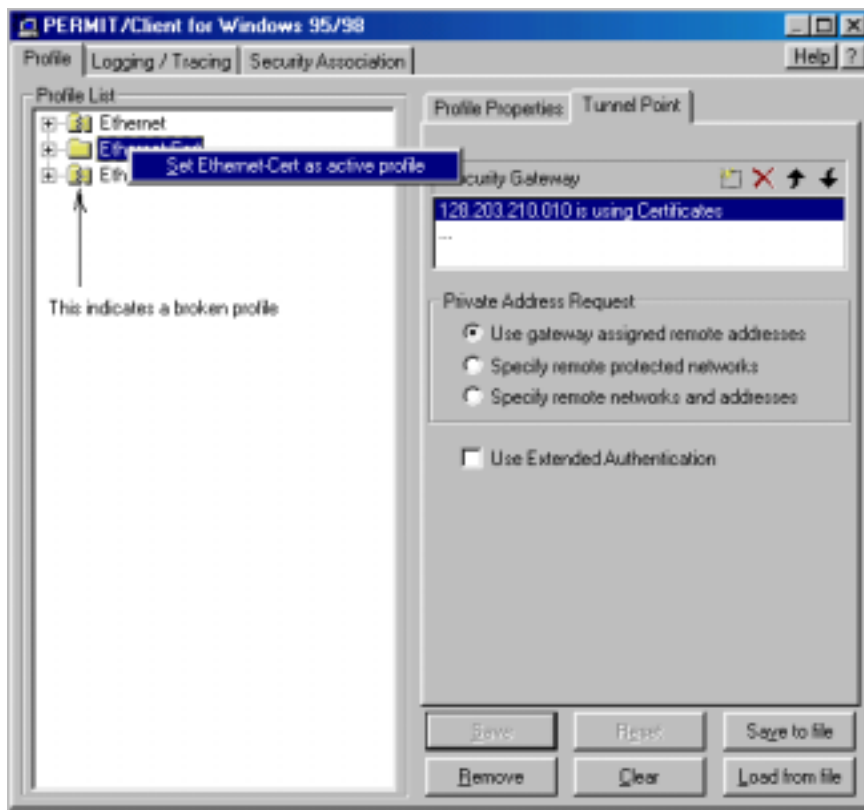 PERMIT/Client for Windows 95/98
Profile
Logging / Tracing
Security Association
Help
?
Profile List
Ethernet
Ethernet-Cert
Set Ethernet-Cert as active profile
Eth
This indicates a broken profile
Profile Properties
Tunnel Point
ecurity Gateway
128.203.210.010 is using Certificates
...
Private Address Request
Use gateway assigned remote addresses
Specify remote protected networks
Specify remote networks and addresses
Use Extended Authentication
Save
Reset
Save to file
Remove
Clear
Load from file